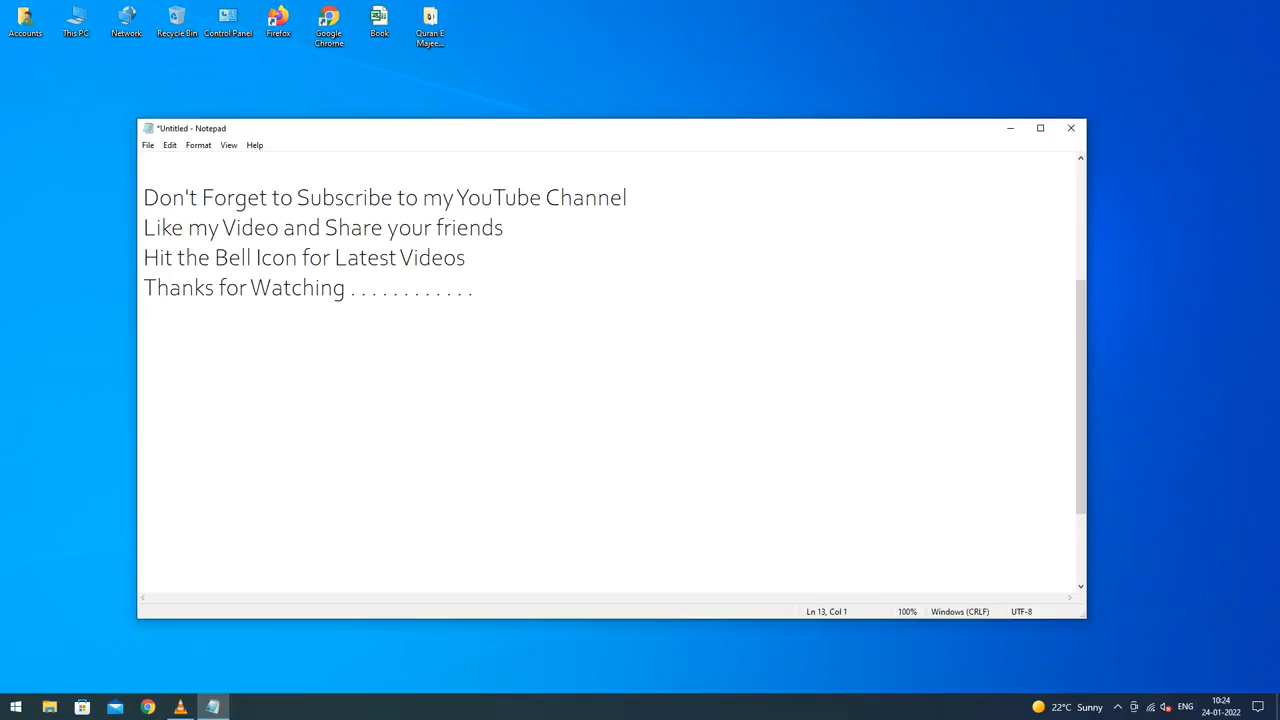 Accounts
This PC
Network
Recycle Bin
Control Panel
Firefox
Google
Chrome
Book
Quran E
Majee...
*Untitled - Notepad
File Edit Format View Help
Don't Forget to Subscribe to my YouTube Channel
Like my Video and Share your friends
Hit the Bell Icon for Latest Videos
Thanks for Watching . . . . . . . . . . . .
Ln 13, Col 1 100% Windows (CRLF) UTF-8
22°C Sunny ENG
10:24
24-01-2022